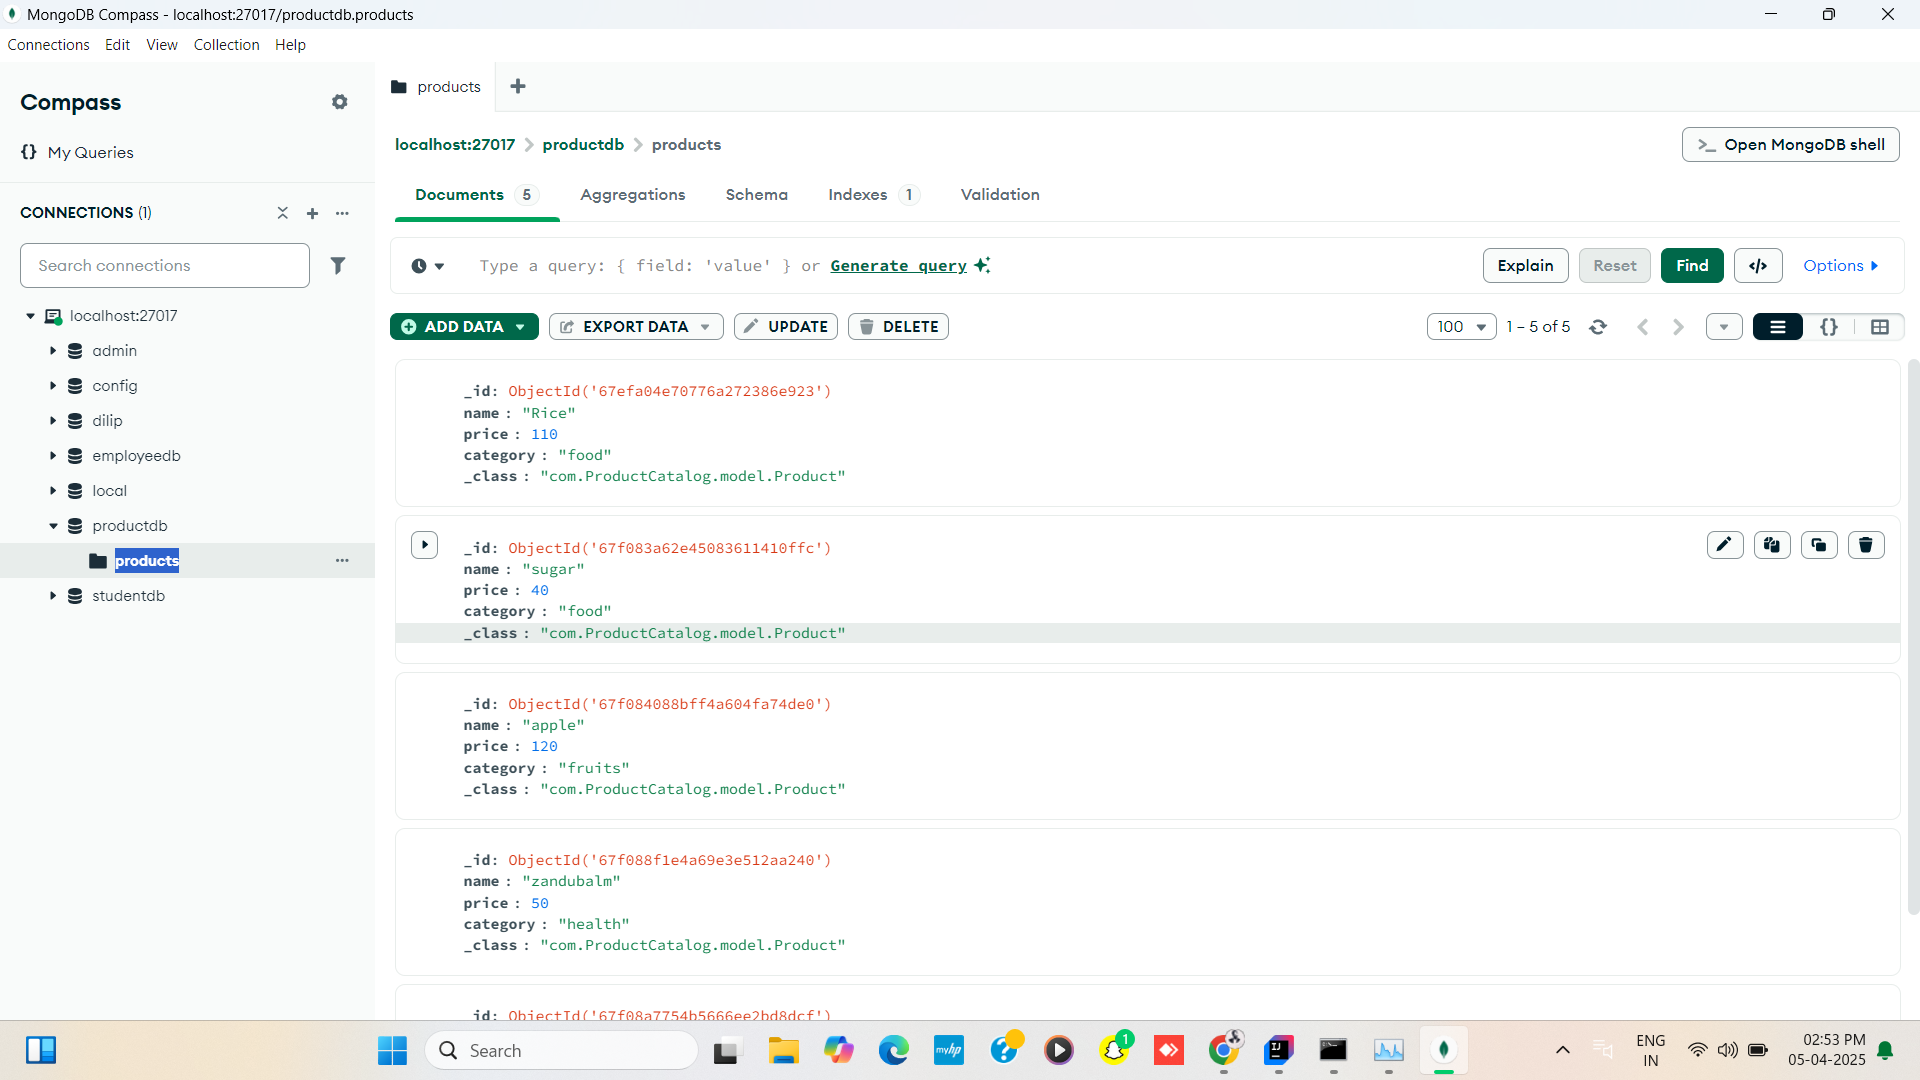 MongoDB Compass - localhost:27017/productdb.products
Connections Edit View Collection Help
Compass
My Queries
CONNECTIONS (1)
Search connections
localhost:27017
admin
config
dilip
employeedb
local
productdb
products
studentdb
products
localhost:27017 productdb products
>_ Open MongoDB shell
Documents 5 Aggregations Schema Indexes 1 Validation
Type a query: { field: 'value' } or Generate query
Explain Reset Find </> Options
ADD DATA EXPORT DATA UPDATE DELETE
100 1 – 5 of 5 {}
_id: ObjectId('67efa04e70776a272386e923')
name : "Rice"
price : 110
category : "food"
_class : "com.ProductCatalog.model.Product"
_id: ObjectId('67f083a62e45083611410ffc')
name : "sugar"
price : 40
category : "food"
_class : "com.ProductCatalog.model.Product"
_id: ObjectId('67f084088bff4a604fa74de0')
name : "apple"
price : 120
category : "fruits"
_class : "com.ProductCatalog.model.Product"
_id: ObjectId('67f088f1e4a69e3e512aa240')
name : "zandubalm"
price : 50
category : "health"
_class : "com.ProductCatalog.model.Product"
_id: ObjectId('67f08a7754b5666ee2bd8dcf')
Search
myhp
1
IJ
ENG
IN
02:53 PM
05-04-2025